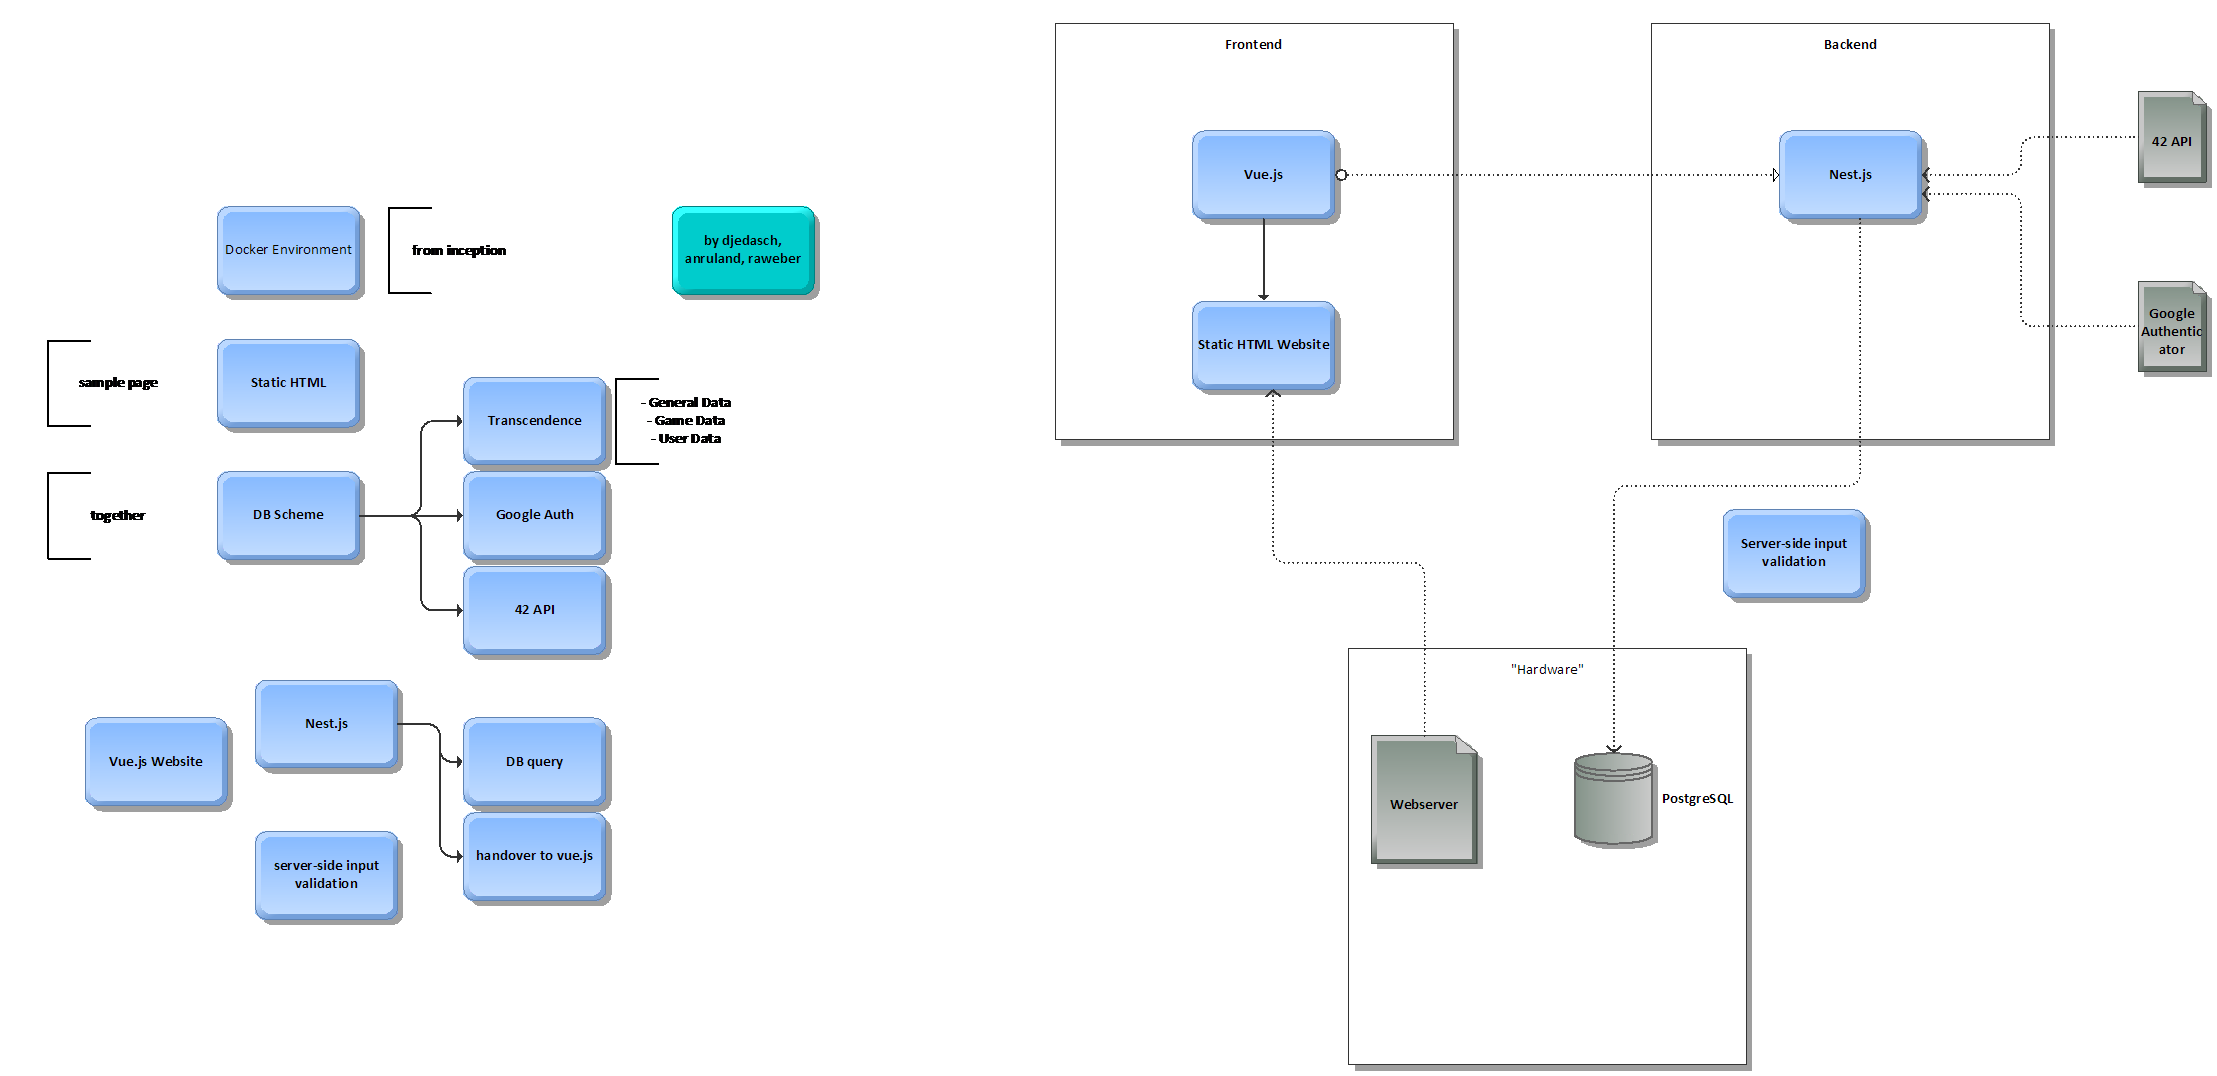 Frontend
Backend
Vue.js
Nest.js
42 API
Docker Environment
from inception
by djedasch,
anruland, raweber
Static HTML Website
Google
Authentic
ator
sample page
Static HTML
Transcendence
- General Data
- Game Data
- User Data
together
DB Scheme
Google Auth
42 API
Server-side input
validation
"Hardware"
Nest.js
Vue.js Website
DB query
server-side input
validation
handover to vue.js
Webserver
PostgreSQL